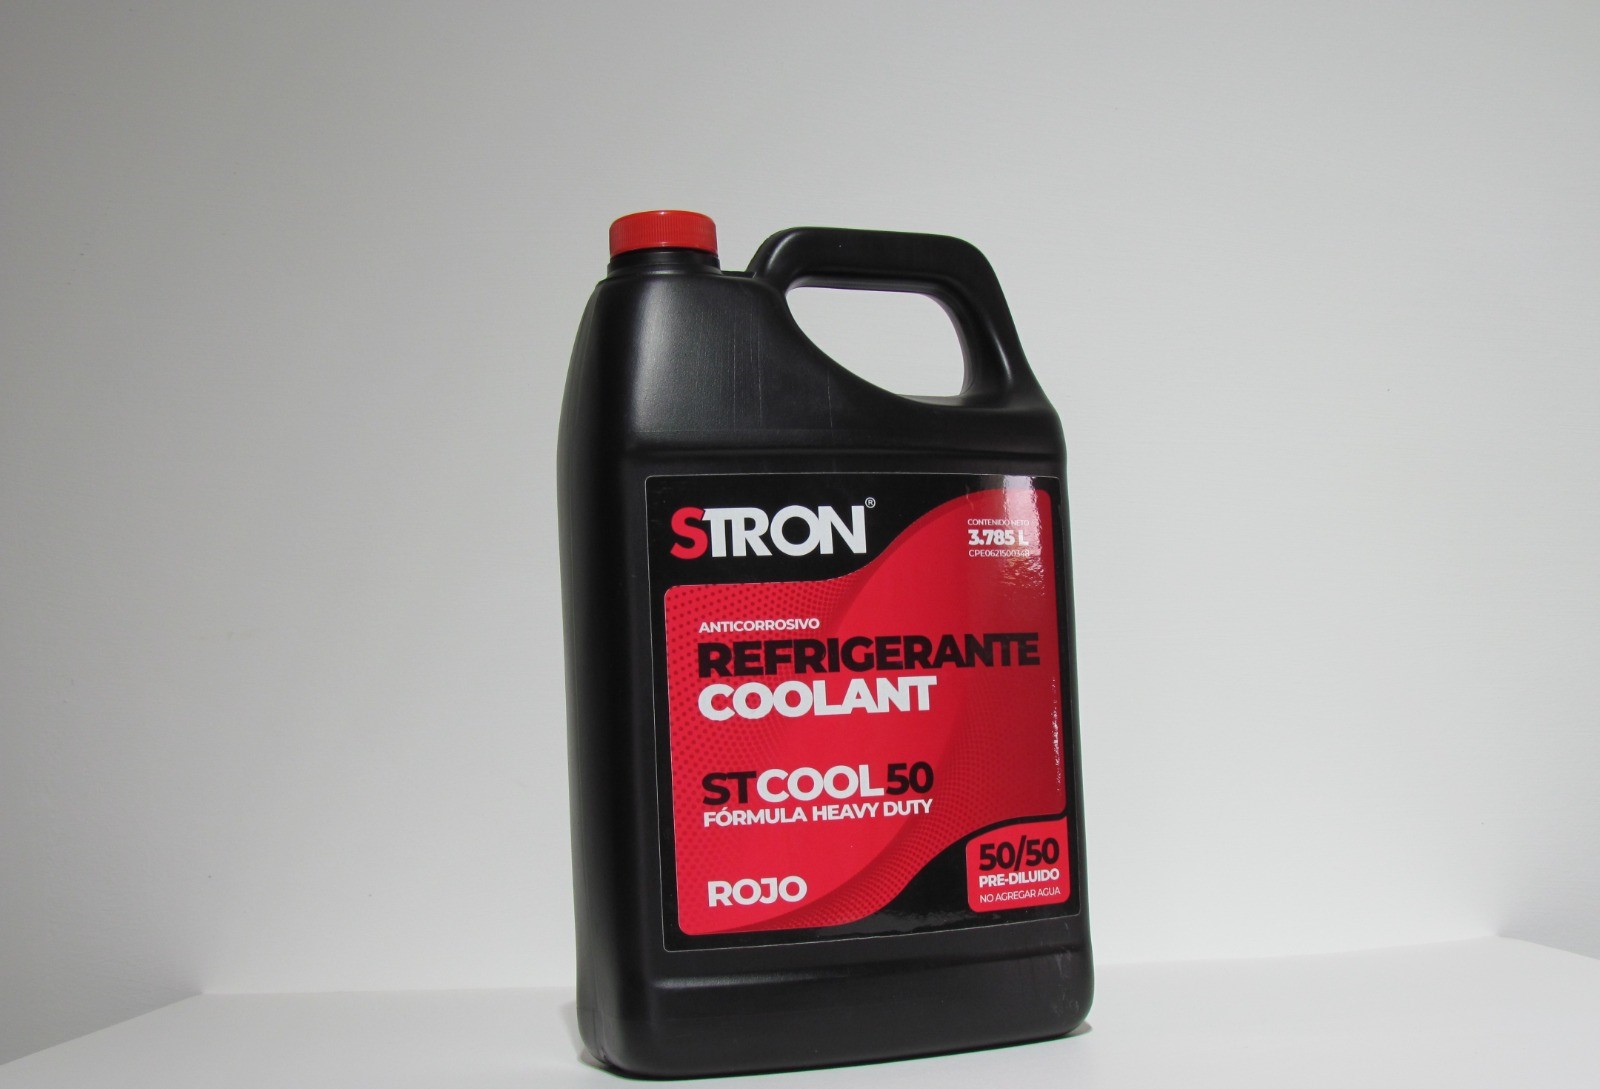 STRON®
CONTENIDO NETO
3.785 L
ANTICORROSIVO
REFRIGERANTE
COOLANT
STCOOL50
FÓRMULA HEAVY DUTY
ROJO
50/50
PRE-DILUIDO
NO AGREGAR AGUA